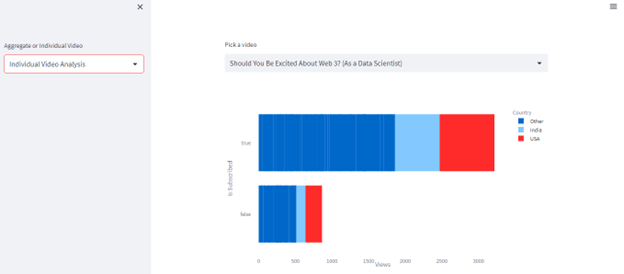 Aggregate or Individual Video
Individual Video Analysis
Pick a video
Should You Be Excited About Web 3? (As a Data Scientist)
Country
Other
India
USA
Is Subscribed
true
false
0 500 1000 1500 2000 2500 3000
Views